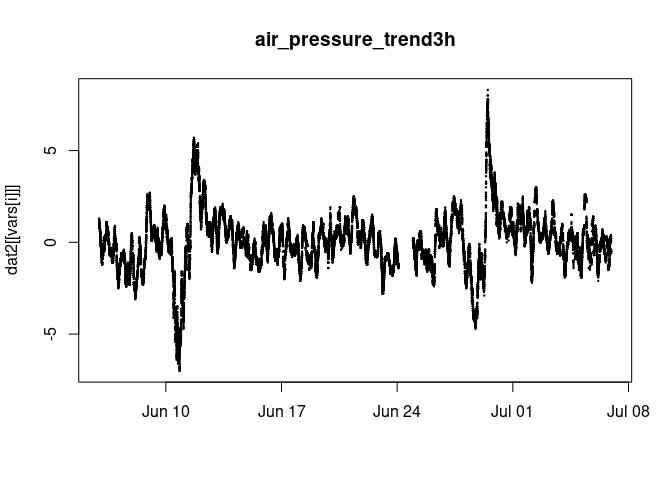 air_pressure_trend3h
dat2[[vars[i]]]
5
0
-5
Jun 10
Jun 17
Jun 24
Jul 01
Jul 08